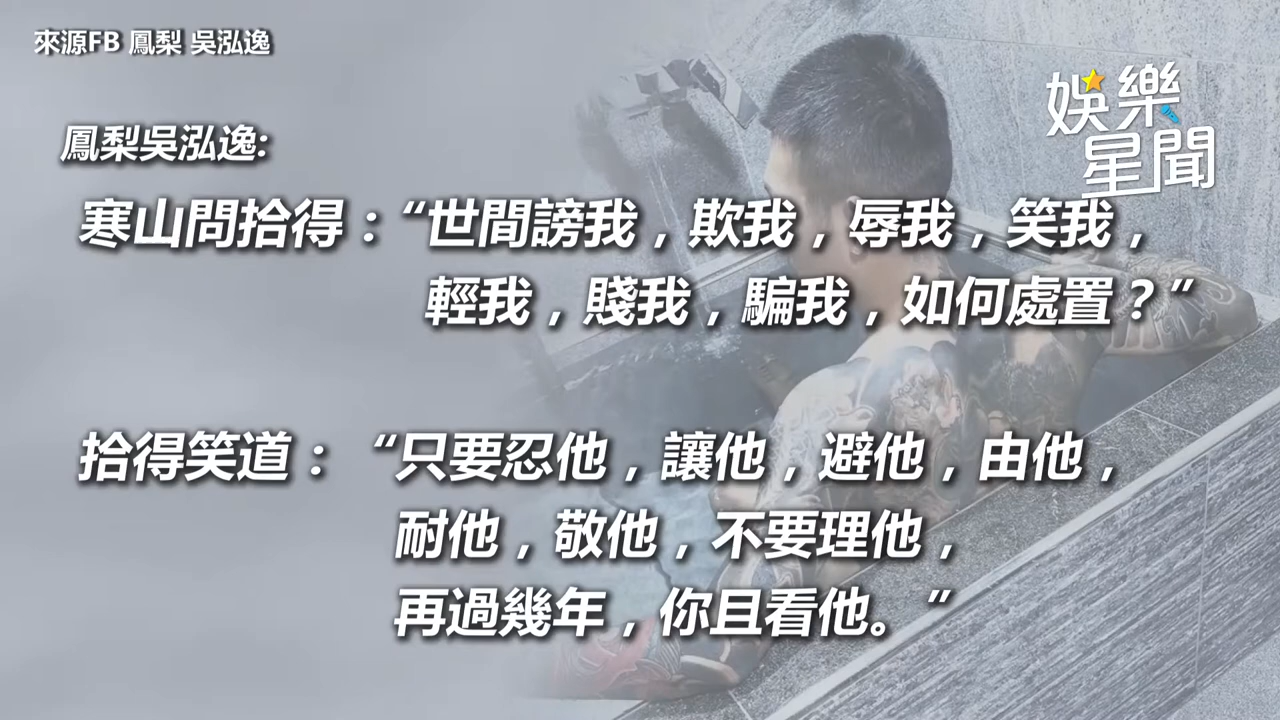 來源FB 鳳梨 吳泓逸
娛樂
星聞
鳳梨吳泓逸:
寒山問拾得：“世間謗我，欺我，辱我，笑我，
輕我，賤我，騙我，如何處置？”
拾得笑道：“只要忍他，讓他，避他，由他，
耐他，敬他，不要理他，
再過幾年，你且看他。”